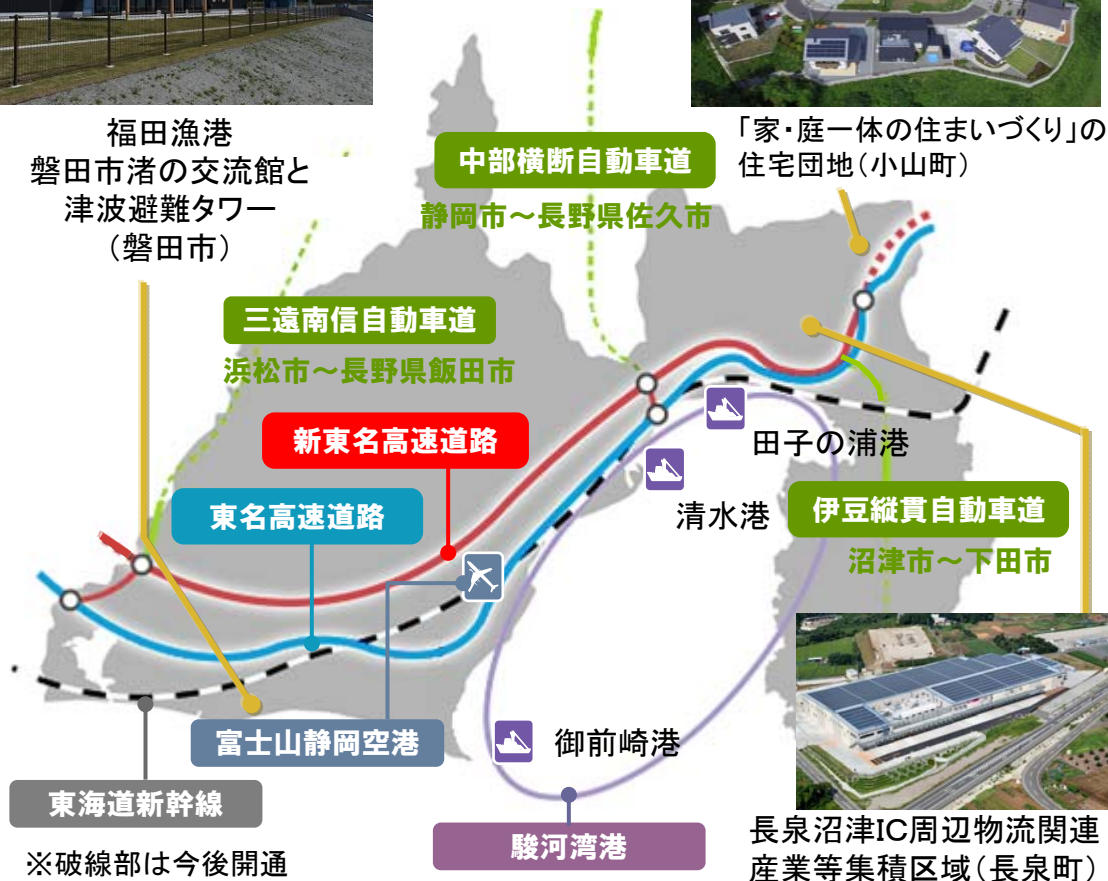 福田漁港
磐田市渚の交流館と
津波避難タワー
（磐田市）
「家・庭一体の住まいづくり」の
住宅団地（小山町）
中部横断自動車道
静岡市～長野県佐久市
三遠南信自動車道
浜松市～長野県飯田市
新東名高速道路
東名高速道路
田子の浦港
清水港
伊豆縦貫自動車道
沼津市～下田市
富士山静岡空港
御前崎港
東海道新幹線
駿河湾港
※破線部は今後開通
長泉沼津IC周辺物流関連
産業等集積区域（長泉町）